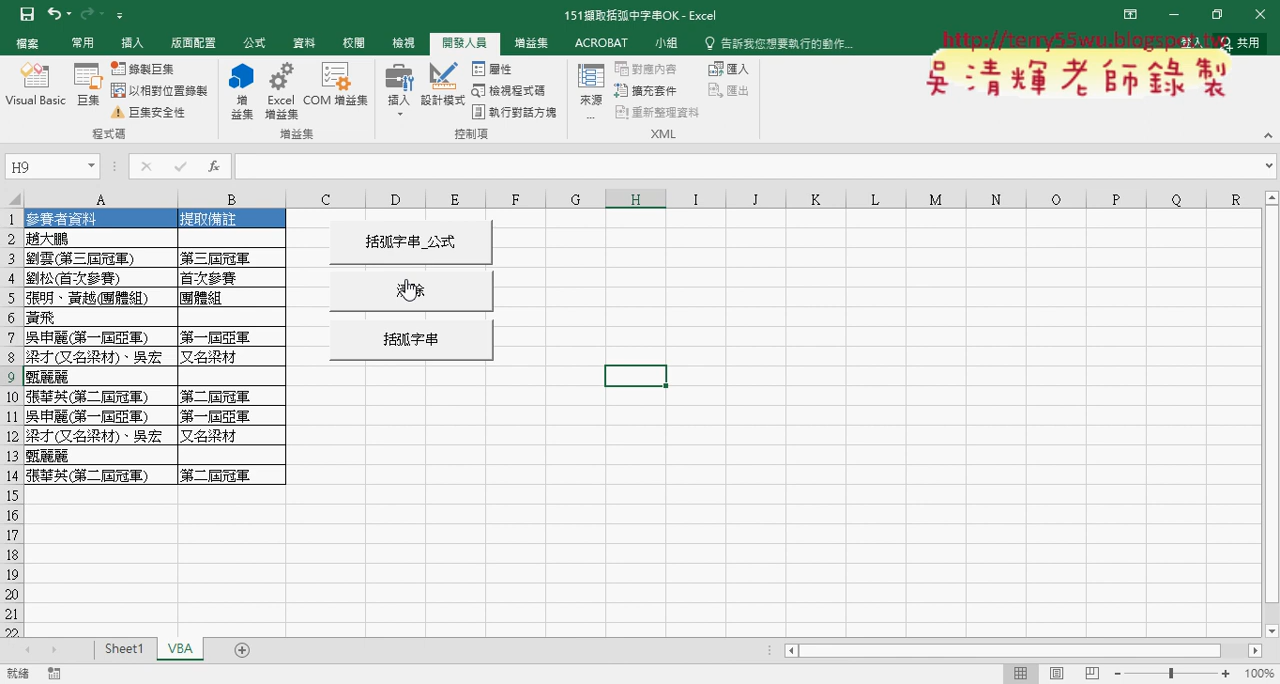 151擷取括弧中字串OK - Excel
檔案 常用 插入 版面配置 公式 資料 校閱 檢視 開發人員 增益集 ACROBAT 小組 告訴我您想要執行的動作... 登入 共用
http://terry55wu.blogspot.tw
吳清輝老師錄製
Visual Basic 巨集 錄製巨集 以相對位置錄製 巨集安全性
程式碼
增益集 Excel 增益集 COM 增益集
增益集
插入 設計模式 屬性 檢視程式碼 執行對話方塊
控制項
來源... 對應內容 擴充套件 重新整理資料 匯入 匯出
XML
H9 fx
A B C D E F G H I J K L M N O P Q R
1 參賽者資料 提取備註
2 趙大鵬
3 劉雲(第三屆冠軍) 第三屆冠軍
4 劉松(首次參賽) 首次參賽
5 張明、黃越(團體組) 團體組
6 黃飛
7 吳申麗(第一屆亞軍) 第一屆亞軍
8 梁才(又名梁材)、吳宏 又名梁材
9 甄麗麗
10 張華英(第二屆冠軍) 第二屆冠軍
11 吳申麗(第一屆亞軍) 第一屆亞軍
12 梁才(又名梁材)、吳宏 又名梁材
13 甄麗麗
14 張華英(第二屆冠軍) 第二屆冠軍
15
16
17
18
19
20
21
22
括弧字串_公式
清除
括弧字串
Sheet1 VBA
就緒 100%